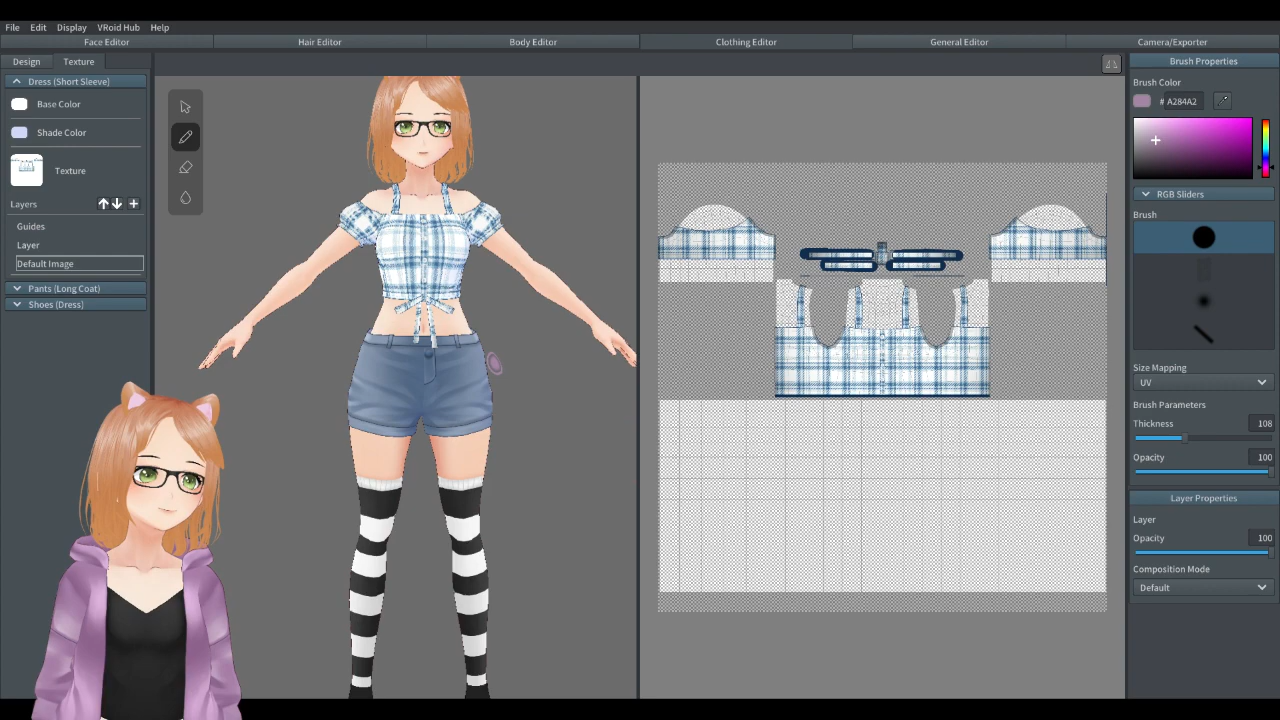 File Edit Display VRoid Hub Help
Face Editor Hair Editor Body Editor Clothing Editor General Editor Camera/Exporter
Design Texture
Dress (Short Sleeve)
Base Color
Shade Color
Texture
Layers
Guides
Layer
Default Image
Pants (Long Coat)
Shoes (Dress)
Brush Properties
Brush Color
# A284A2
RGB Sliders
Brush
Size Mapping
UV
Brush Parameters
Thickness 108
Opacity 100
Layer Properties
Layer
Opacity 100
Composition Mode
Default